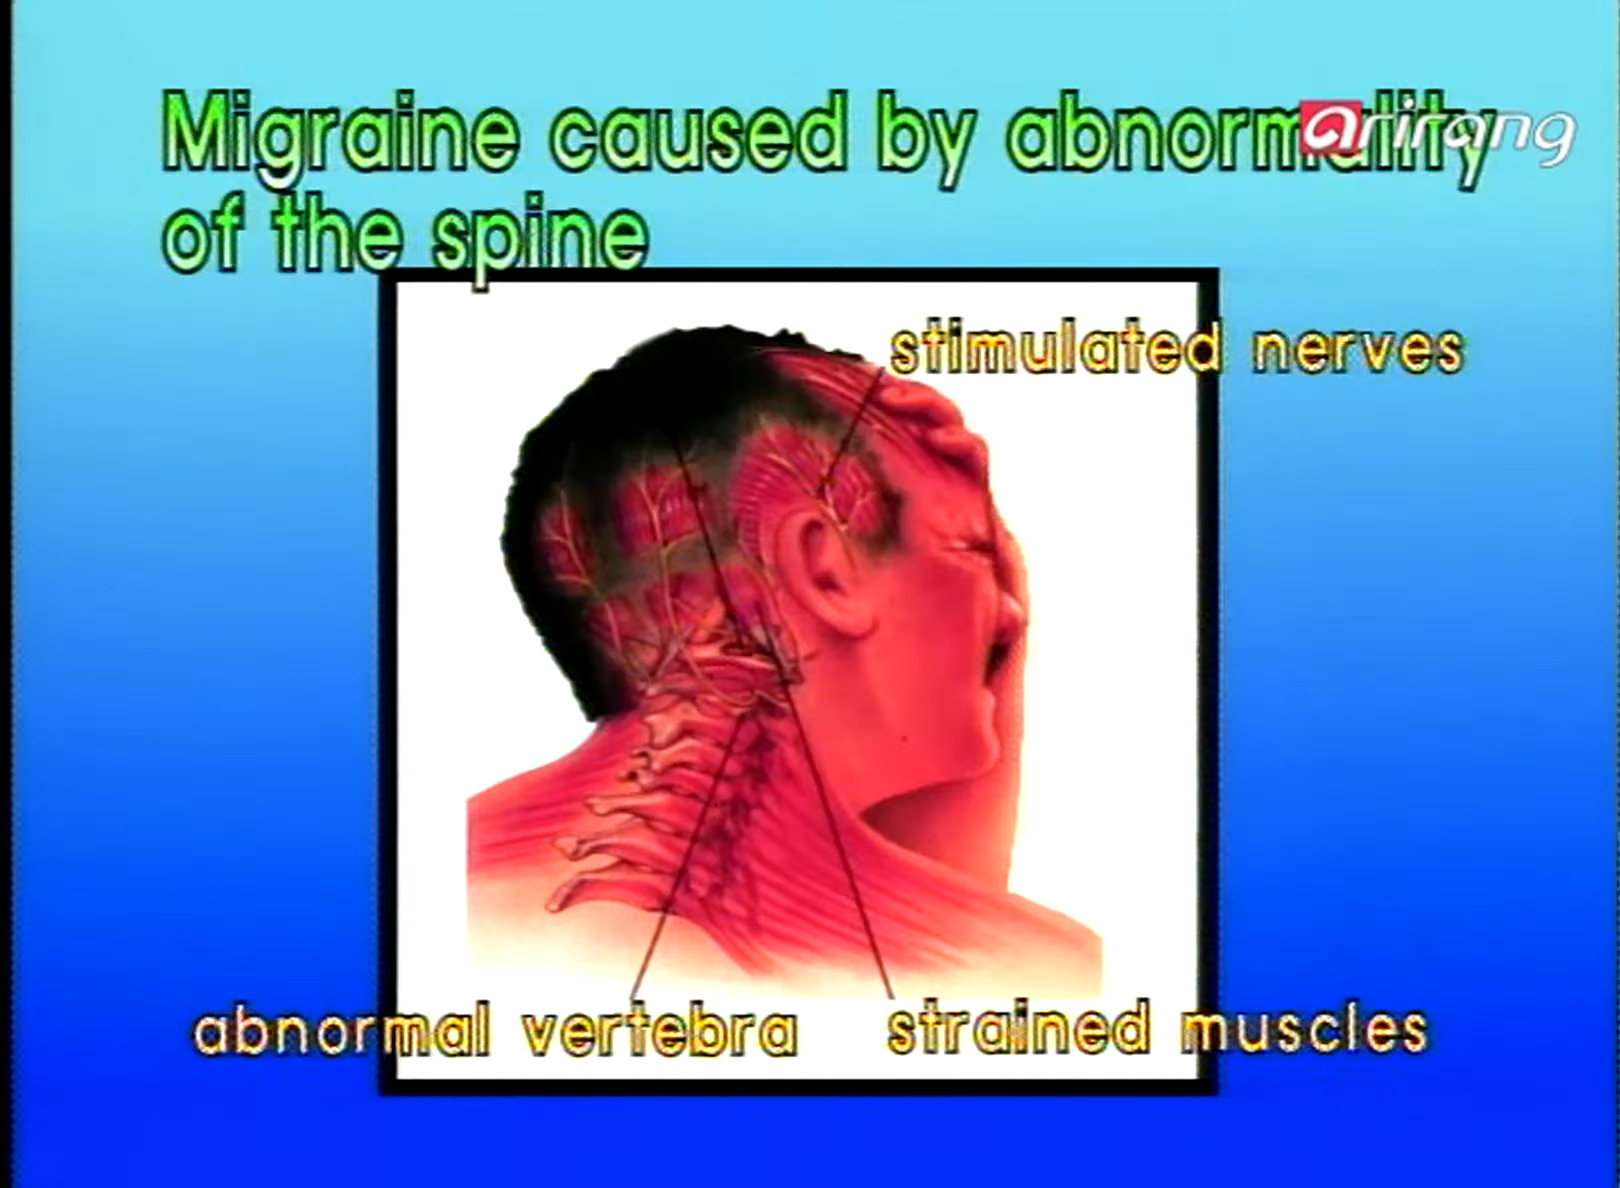 Migraine caused by abnormality
arirang
of the spine
stimulated nerves
abnormal vertebra
strained muscles